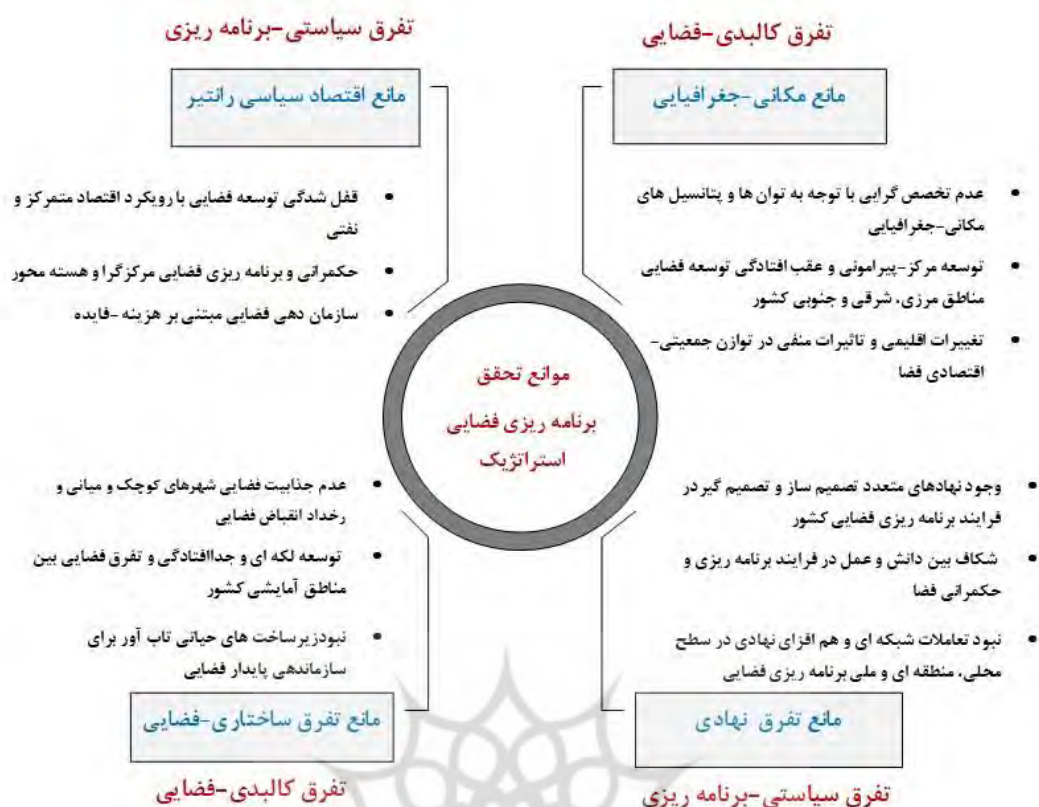 تفرق کالبدی-فضایی
مانع مکانی-جغرافیایی
• عدم تخصص گرایی با توجه به توان ها و پتانسیل های
مکانی-جغرافیایی
• توسعه مرکز-پیرامونی و عقب افتادگی توسعه فضایی
مناطق مرزی، شرقی و جنوبی کشور
• تغییرات اقلیمی و تاثیرات منفی در توازن جمعیتی-
اقتصادی فضا
تفرق سیاستی-برنامه ریزی
مانع اقتصاد سیاسی رانتیر
• قفل شدگی توسعه فضایی با رویکرد اقتصاد متمرکز و
نفتی
• حکمرانی و برنامه ریزی فضایی مرکزگرا و هسته محور
• سازمان دهی فضایی مبتنی بر هزینه -فایده
موانع تحقق
برنامه ریزی فضایی
استراتژیک
• وجود نهادهای متعدد تصمیم ساز و تصمیم گیر در
فرایند برنامه ریزی فضایی کشور
• شکاف بین دانش و عمل در فرایند برنامه ریزی و
حکمرانی فضا
• نبود تعاملات شبکه ای و هم افزای نهادی در سطح
محلی، منطقه ای و ملی برنامه ریزی فضایی
مانع تفرق نهادی
تفرق سیاستی-برنامه ریزی
• عدم جذابیت فضایی شهرهای کوچک و میانی و
رخداد انقباض فضایی
• توسعه لکه ای و جداافتادگی و تفرق فضایی بین
مناطق آمایشی کشور
• نبودزیرساخت های حیاتی تاب آور برای
سازماندهی پایدار فضایی
مانع تفرق ساختاری-فضایی
تفرق کالبدی-فضایی